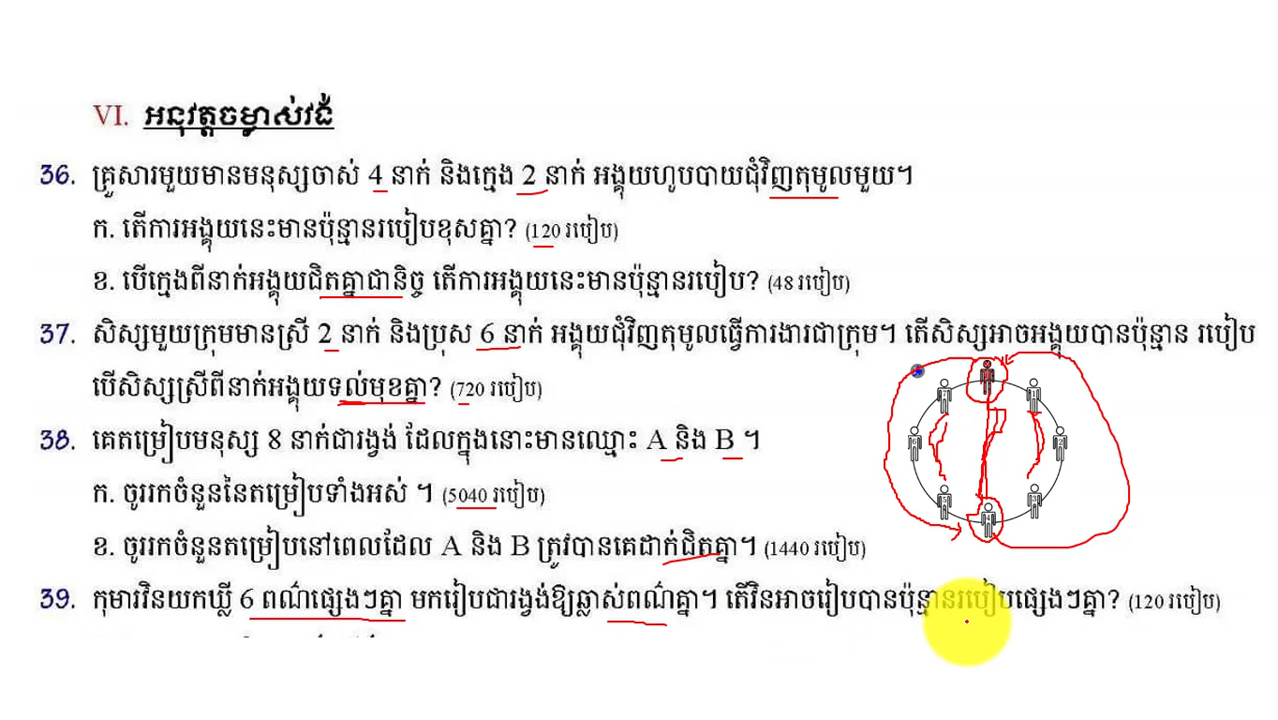 VI. អនុវត្តចម្លាស់វង់
36. គ្រួសារមួយមានមនុស្សចាស់ 4 នាក់ និងក្មេង 2 នាក់ អង្គុយហូបបាយជុំវិញតុមូលមួយ។
ក. តើការអង្គុយនេះមានប៉ុន្មានរបៀបខុសគ្នា? (120 របៀប)
ខ. បើក្មេងពីនាក់អង្គុយជិតគ្នាជានិច្ច តើការអង្គុយនេះមានប៉ុន្មានរបៀប? (48 របៀប)
37. សិស្សមួយក្រុមមានស្រី 2 នាក់ និងប្រុស 6 នាក់ អង្គុយជុំវិញតុមូលធ្វើការងារជាក្រុម។ តើសិស្សអាចអង្គុយបានប៉ុន្មាន របៀប
បើសិស្សស្រីពីនាក់អង្គុយទល់មុខគ្នា? (720 របៀប)
38. គេតម្រៀបមនុស្ស 8 នាក់ជារង្វង់ ដែលក្នុងនោះមានឈ្មោះ A និង B ។
ក. ចូររកចំនួននៃតម្រៀបទាំងអស់ ។ (5040 របៀប)
ខ. ចូររកចំនួនតម្រៀបនៅពេលដែល A និង B ត្រូវបានគេដាក់ជិតគ្នា។ (1440 របៀប)
39. កុមារវិនយកឃ្លី 6 ពណ៌ផ្សេងៗគ្នា មករៀបជារង្វង់ឱ្យឆ្លាស់ពណ៌គ្នា។ តើវិនអាចរៀបបានប៉ុន្មានរបៀបផ្សេងៗគ្នា? (120 របៀប)